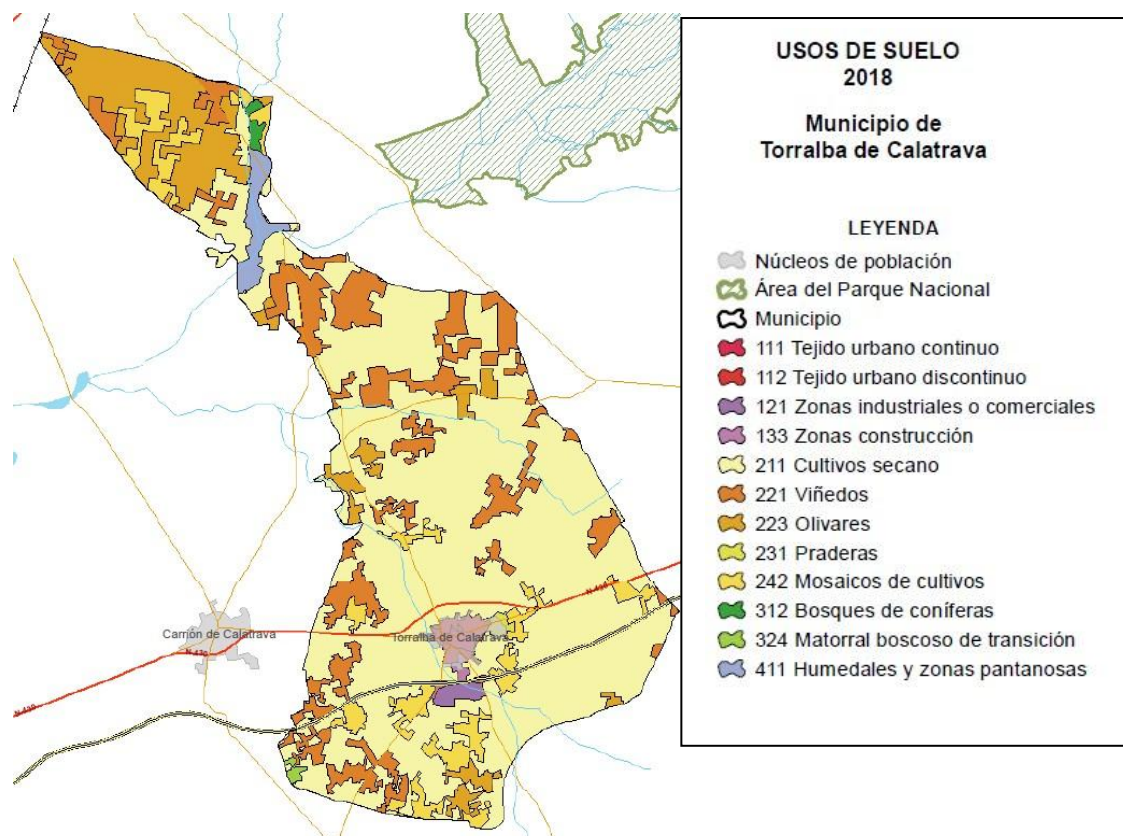 USOS DE SUELO
2018
Municipio de
Torralba de Calatrava
LEYENDA
Núcleos de población
Área del Parque Nacional
Municipio
111 Tejido urbano continuo
112 Tejido urbano discontinuo
121 Zonas industriales o comerciales
133 Zonas construcción
211 Cultivos secano
221 Viñedos
223 Olivares
231 Praderas
242 Mosaicos de cultivos
312 Bosques de coníferas
324 Matorral boscoso de transición
411 Humedales y zonas pantanosas
Carrión de Calatrava
Torralba de Calatrava
N-430